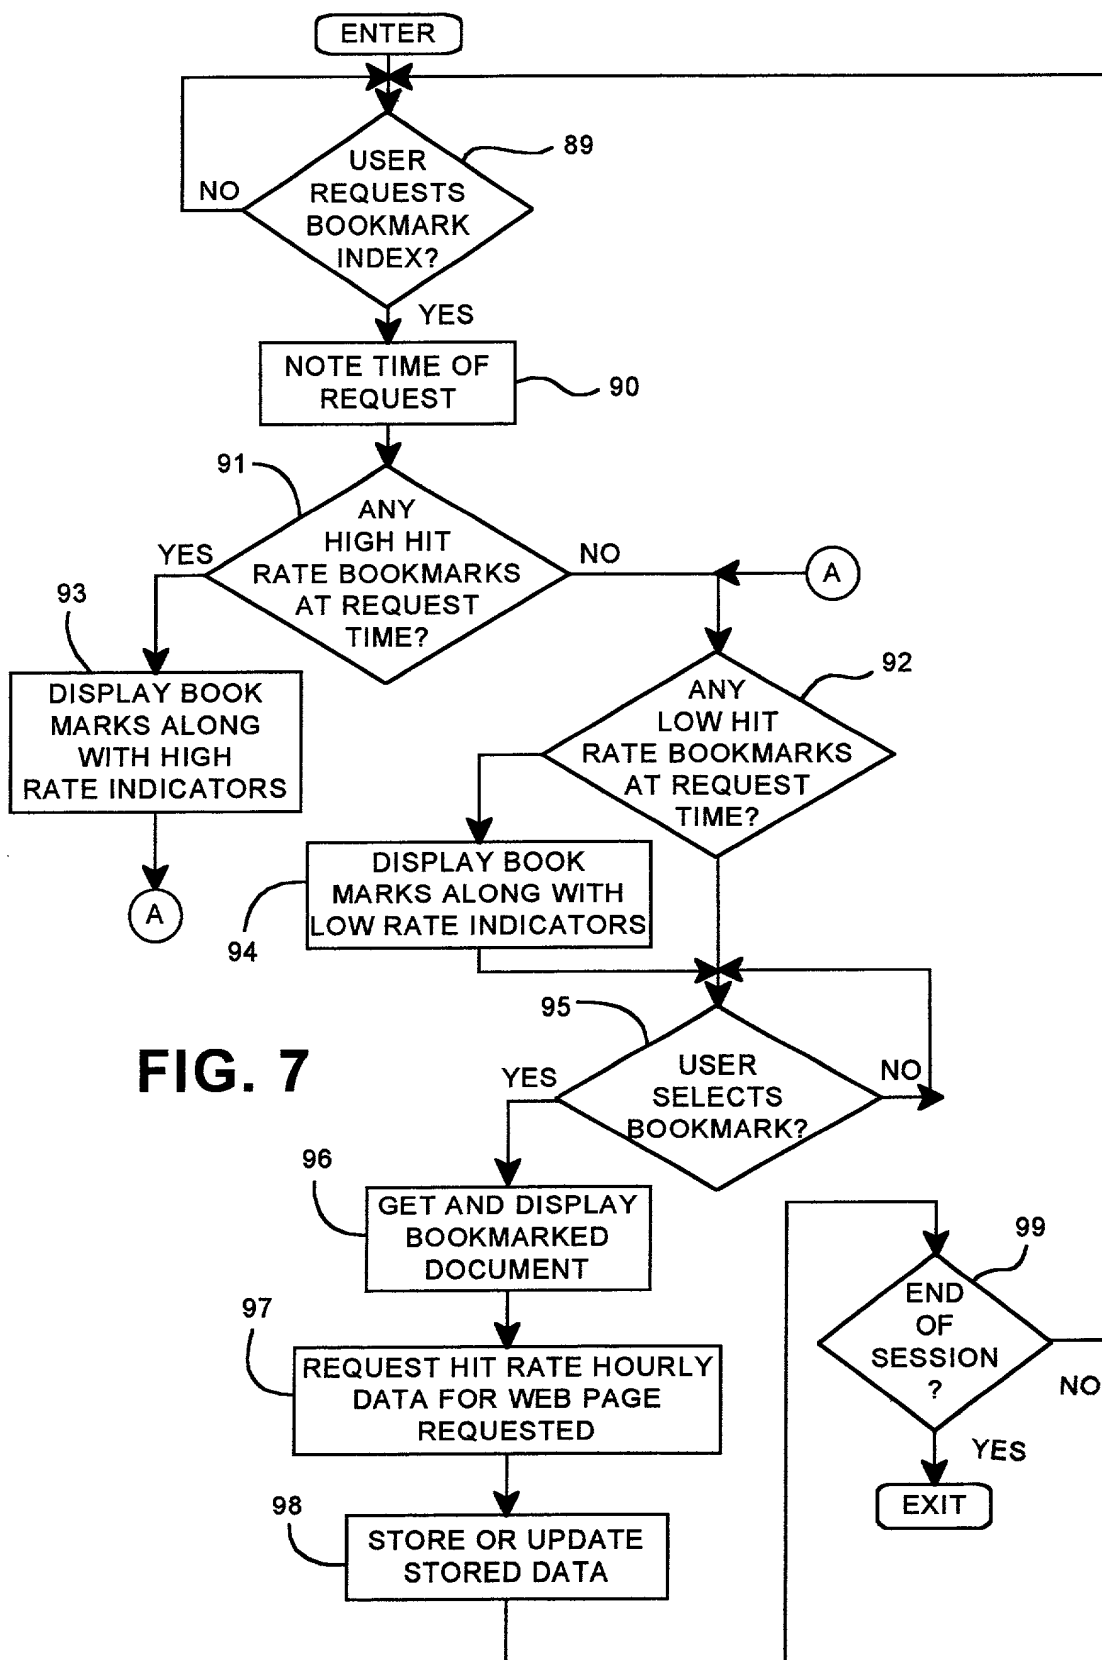 ENTER
USER
REQUESTS
BOOKMARK
INDEX?
89
NO
YES
NOTE TIME OF
REQUEST
90
91
ANY
HIGH HIT
RATE BOOKMARKS
AT REQUEST
TIME?
YES
NO
A
93
DISPLAY BOOK
MARKS ALONG
WITH HIGH
RATE INDICATORS
A
92
ANY
LOW HIT
RATE BOOKMARKS
AT REQUEST
TIME?
DISPLAY BOOK
MARKS ALONG WITH
LOW RATE INDICATORS
94
95
FIG. 7
USER
SELECTS
BOOKMARK?
YES
NO
96
GET AND DISPLAY
BOOKMARKED
DOCUMENT
97
REQUEST HIT RATE HOURLY
DATA FOR WEB PAGE
REQUESTED
98
STORE OR UPDATE
STORED DATA
99
END
OF
SESSION
?
NO
YES
EXIT